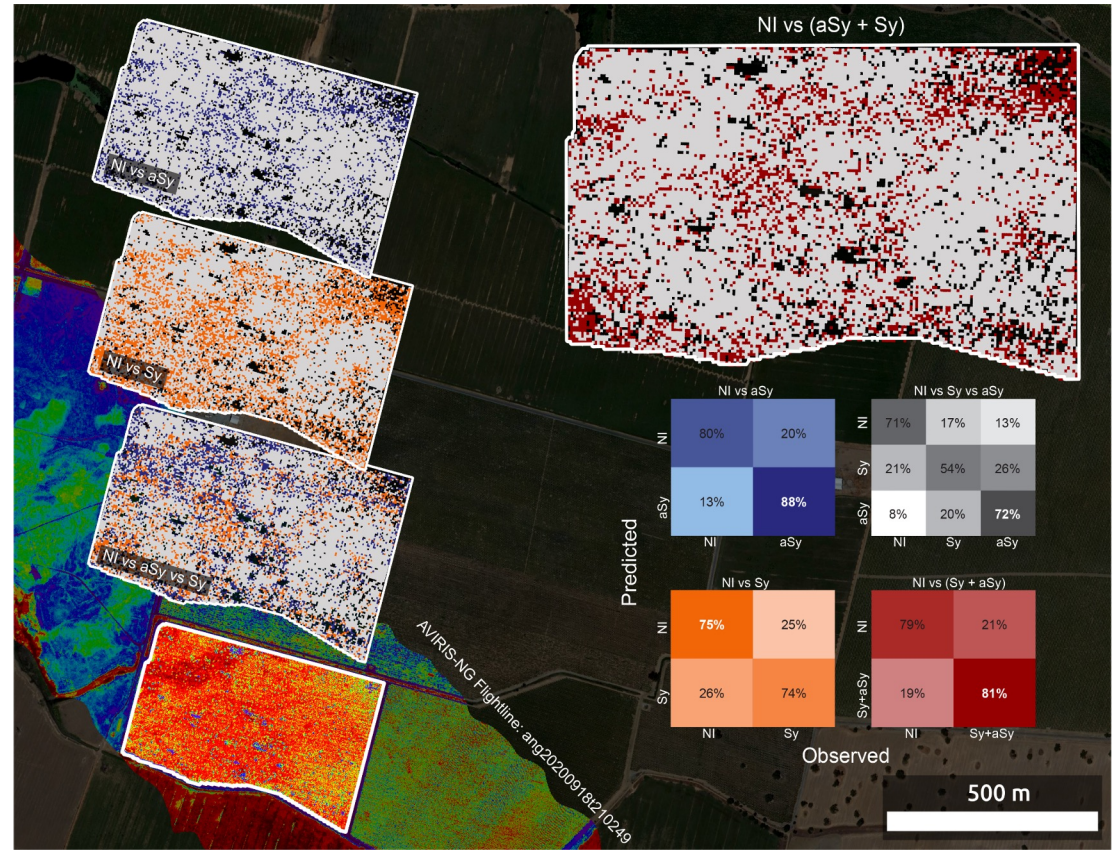 NI vs (aSy + Sy)
NI vs aSy
NI vs Sy
NI vs aSy vs Sy
AVIRIS-NG Flightline: ang20200918t210249
Predicted
NI vs aSy
NI
80%
20%
aSy
13%
88%
NI
aSy
NI vs Sy vs aSy
NI
71%
17%
13%
Sy
21%
54%
26%
aSy
8%
20%
72%
NI
Sy
aSy
NI vs Sy
NI
75%
25%
Sy
26%
74%
NI
Sy
NI vs (Sy + aSy)
NI
79%
21%
Sy+aSy
19%
81%
NI
Sy+aSy
Observed
500 m